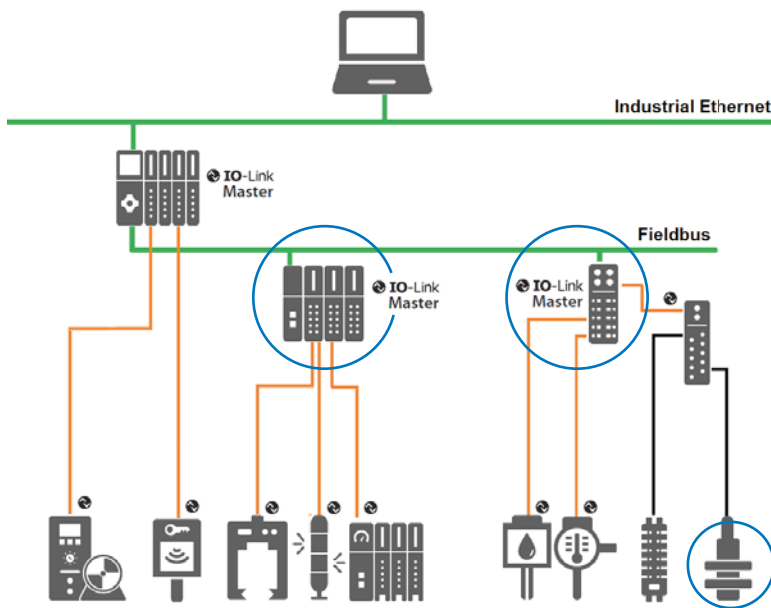 Industrial Ethernet
IO-Link
Master
Fieldbus
IO-Link
Master
IO-Link
Master